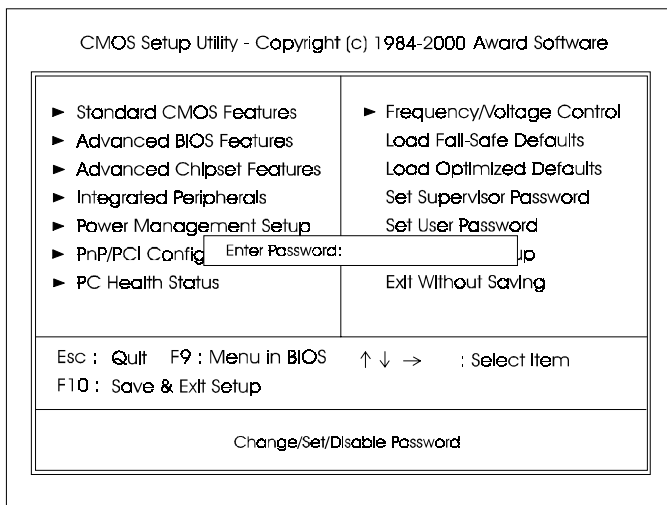 CMOS Setup Utility - Copyright (c) 1984-2000 Award Software
► Standard CMOS Features
► Advanced BIOS Features
► Advanced Chipset Features
► Integrated Peripherals
► Power Management Setup
► PnP/PCI Config
► PC Health Status
► Frequency/Voltage Control
Load Fail-Safe Defaults
Load Optimized Defaults
Set Supervisor Password
Set User Password
up
Exit Without Saving
Enter Password:
Esc : Quit F9 : Menu in BIOS ↑ ↓ → : Select Item
F10 : Save & Exit Setup
Change/Set/Disable Password